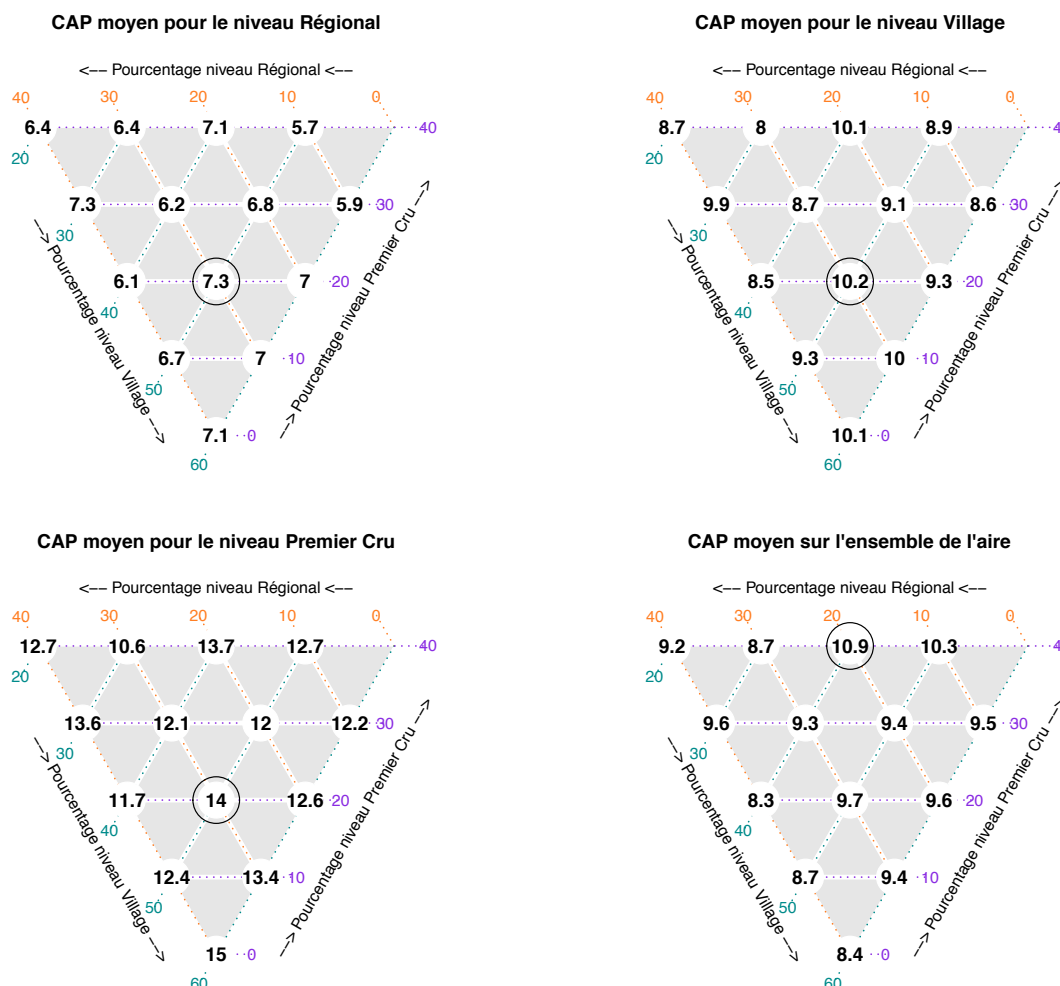 CAP moyen pour le niveau Régional
<−− Pourcentage niveau Régional <−−
40 30 20 10 0
6.4 6.4 7.1 5.7 40
20
7.3 6.2 6.8 5.9 30
30
6.1 7.3 7 20
40
6.7 7 10
50
7.1 0
60
−−> Pourcentage niveau Village −−>
−−> Pourcentage niveau Premier Cru −−>
CAP moyen pour le niveau Village
<−− Pourcentage niveau Régional <−−
40 30 20 10 0
8.7 8 10.1 8.9
20
9.9 8.7 9.1 8.6 30
30
8.5 10.2 9.3 20
40
9.3 10 10
50
10.1 0
60
−−> Pourcentage niveau Village −−>
−−> Pourcentage niveau Premier Cru −−>
CAP moyen pour le niveau Premier Cru
<−− Pourcentage niveau Régional <−−
40 30 20 10 0
12.7 10.6 13.7 12.7 40
20
13.6 12.1 12 12.2 30
30
11.7 14 12.6 20
40
12.4 13.4 10
50
15 0
60
−−> Pourcentage niveau Village −−>
−−> Pourcentage niveau Premier Cru −−>
CAP moyen sur l'ensemble de l'aire
<−− Pourcentage niveau Régional <−−
40 30 20 10 0
9.2 8.7 10.9 10.3
20
9.6 9.3 9.4 9.5 30
30
8.3 9.7 9.6 20
40
8.7 9.4 10
50
8.4 0
60
−−> Pourcentage niveau Village −−>
−−> Pourcentage niveau Premier Cru −−>